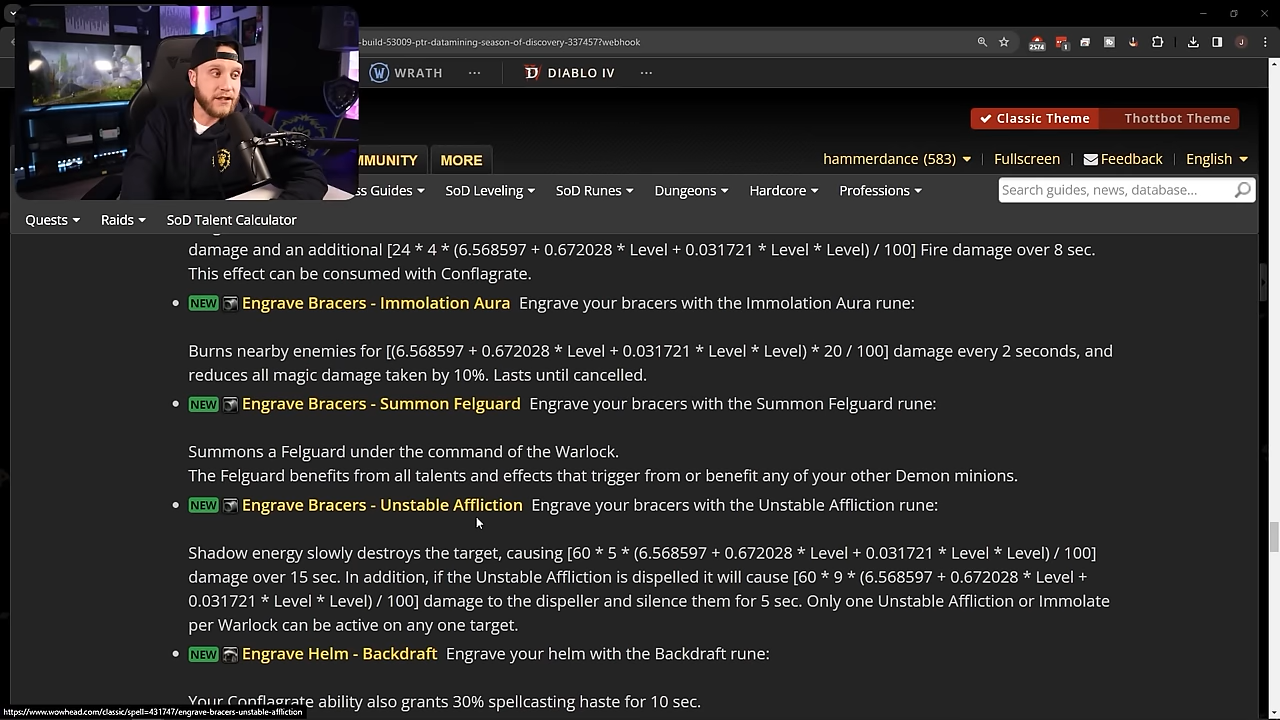 -build-53009-ptr-datamining-season-of-discovery-337457?webhook
2574
1
J
W WRATH ...
D DIABLO IV ...
Classic Theme Thottbot Theme
MMUNITY MORE
hammerdance (583) Fullscreen Feedback English
ss Guides SoD Leveling SoD Runes Dungeons Hardcore Professions
Search guides, news, database...
Quests Raids SoD Talent Calculator
damage and an additional [24 * 4 * (6.568597 + 0.672028 * Level + 0.031721 * Level * Level) / 100] Fire damage over 8 sec.
This effect can be consumed with Conflagrate.
• NEW Engrave Bracers - Immolation Aura Engrave your bracers with the Immolation Aura rune:
Burns nearby enemies for [(6.568597 + 0.672028 * Level + 0.031721 * Level * Level) * 20 / 100] damage every 2 seconds, and
reduces all magic damage taken by 10%. Lasts until cancelled.
• NEW Engrave Bracers - Summon Felguard Engrave your bracers with the Summon Felguard rune:
Summons a Felguard under the command of the Warlock.
The Felguard benefits from all talents and effects that trigger from or benefit any of your other Demon minions.
• NEW Engrave Bracers - Unstable Affliction Engrave your bracers with the Unstable Affliction rune:
Shadow energy slowly destroys the target, causing [60 * 5 * (6.568597 + 0.672028 * Level + 0.031721 * Level * Level) / 100]
damage over 15 sec. In addition, if the Unstable Affliction is dispelled it will cause [60 * 9 * (6.568597 + 0.672028 * Level +
0.031721 * Level * Level) / 100] damage to the dispeller and silence them for 5 sec. Only one Unstable Affliction or Immolate
per Warlock can be active on any one target.
• NEW Engrave Helm - Backdraft Engrave your helm with the Backdraft rune:
Your Conflagrate ability also grants 30% spellcasting haste for 10 sec.
https://www.wowhead.com/classic/spell=431747/engrave-bracers-unstable-affliction